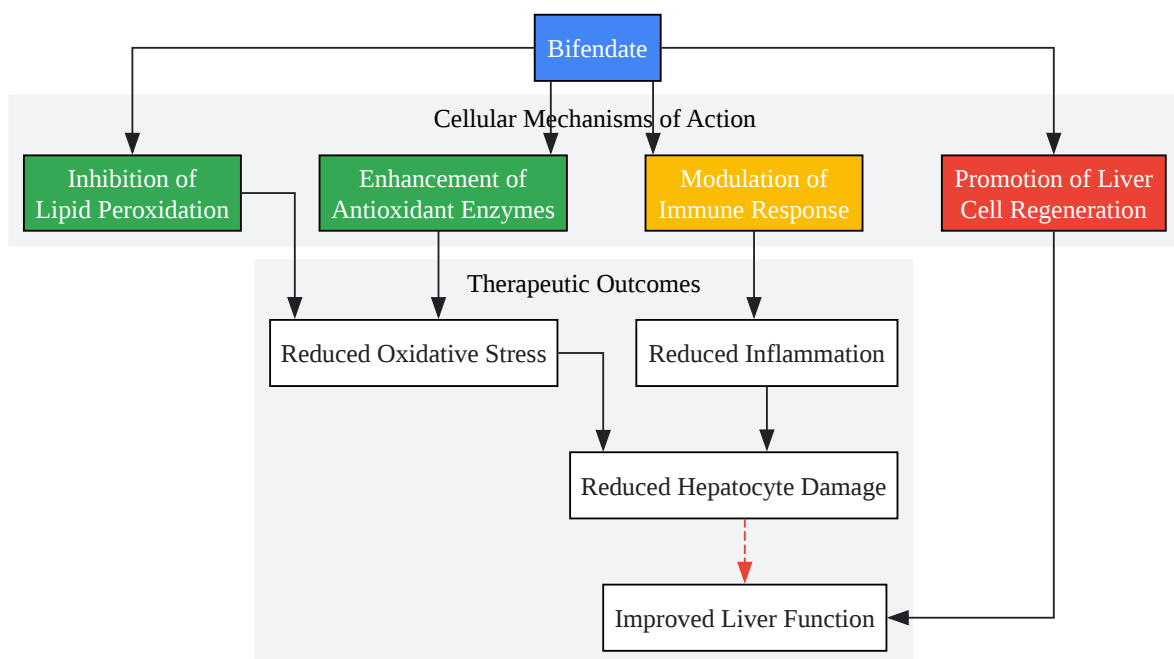 Bifendate
Cellular Mechanisms of Action
Inhibition of
Lipid Peroxidation
Enhancement of
Antioxidant Enzymes
Modulation of
Immune Response
Promotion of Liver
Cell Regeneration
Therapeutic Outcomes
Reduced Oxidative Stress
Reduced Inflammation
Reduced Hepatocyte Damage
Improved Liver Function